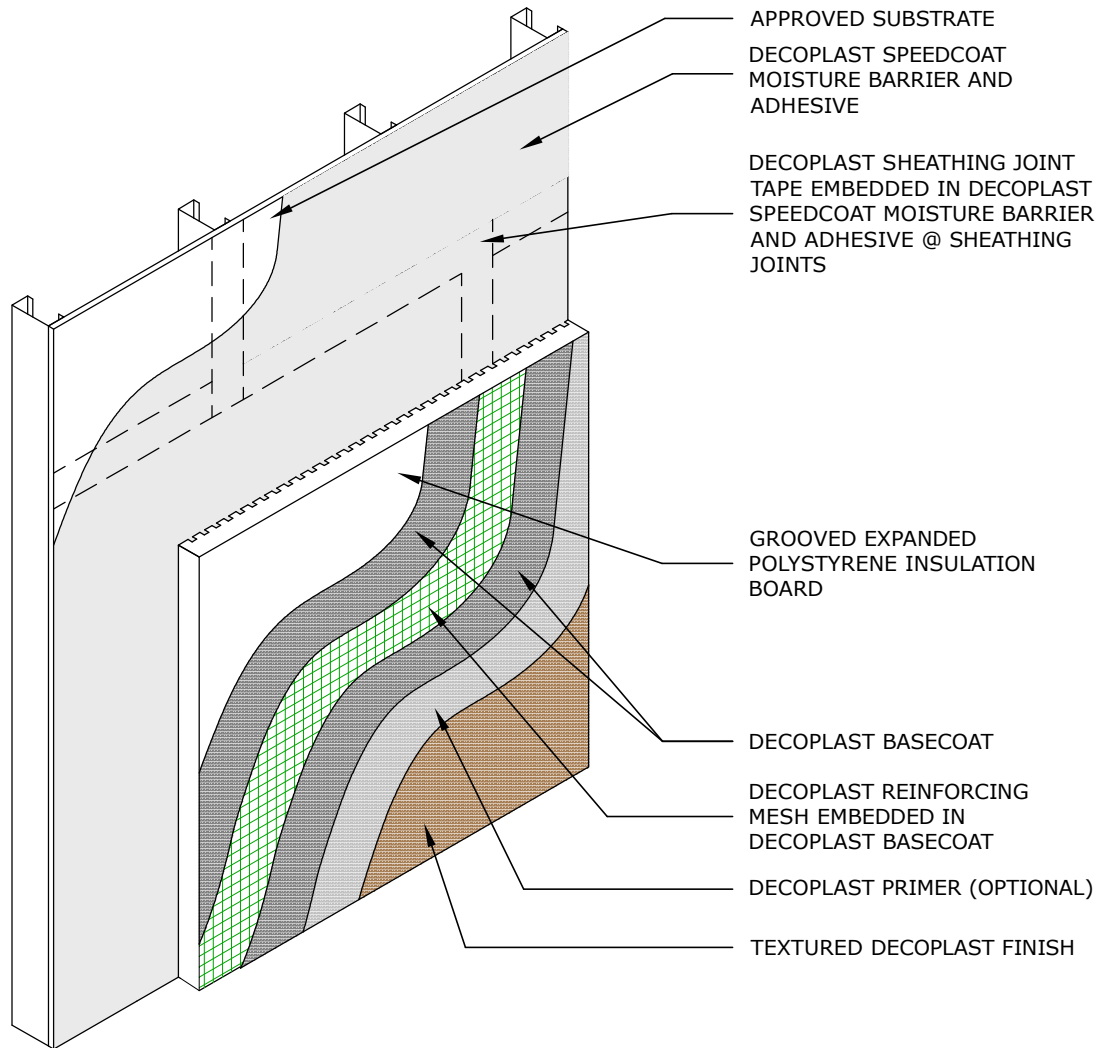 APPROVED SUBSTRATE
DECOPLAST SPEEDCOAT
MOISTURE BARRIER AND
ADHESIVE
DECOPLAST SHEATHING JOINT
TAPE EMBEDDED IN DECOPLAST
SPEEDCOAT MOISTURE BARRIER
AND ADHESIVE @ SHEATHING
JOINTS
GROOVED EXPANDED
POLYSTYRENE INSULATION
BOARD
DECOPLAST BASECOAT
DECOPLAST REINFORCING
MESH EMBEDDED IN
DECOPLAST BASECOAT
DECOPLAST PRIMER (OPTIONAL)
TEXTURED DECOPLAST FINISH